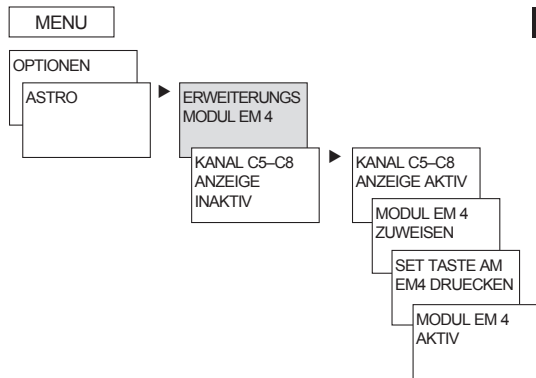 MENU
OPTIONEN
ASTRO
ERWEITERUNGS
MODUL EM 4
KANAL C5–C8
ANZEIGE
INAKTIV
KANAL C5–C8
ANZEIGE AKTIV
MODUL EM 4
ZUWEISEN
SET TASTE AM
EM4 DRUECKEN
MODUL EM 4
AKTIV